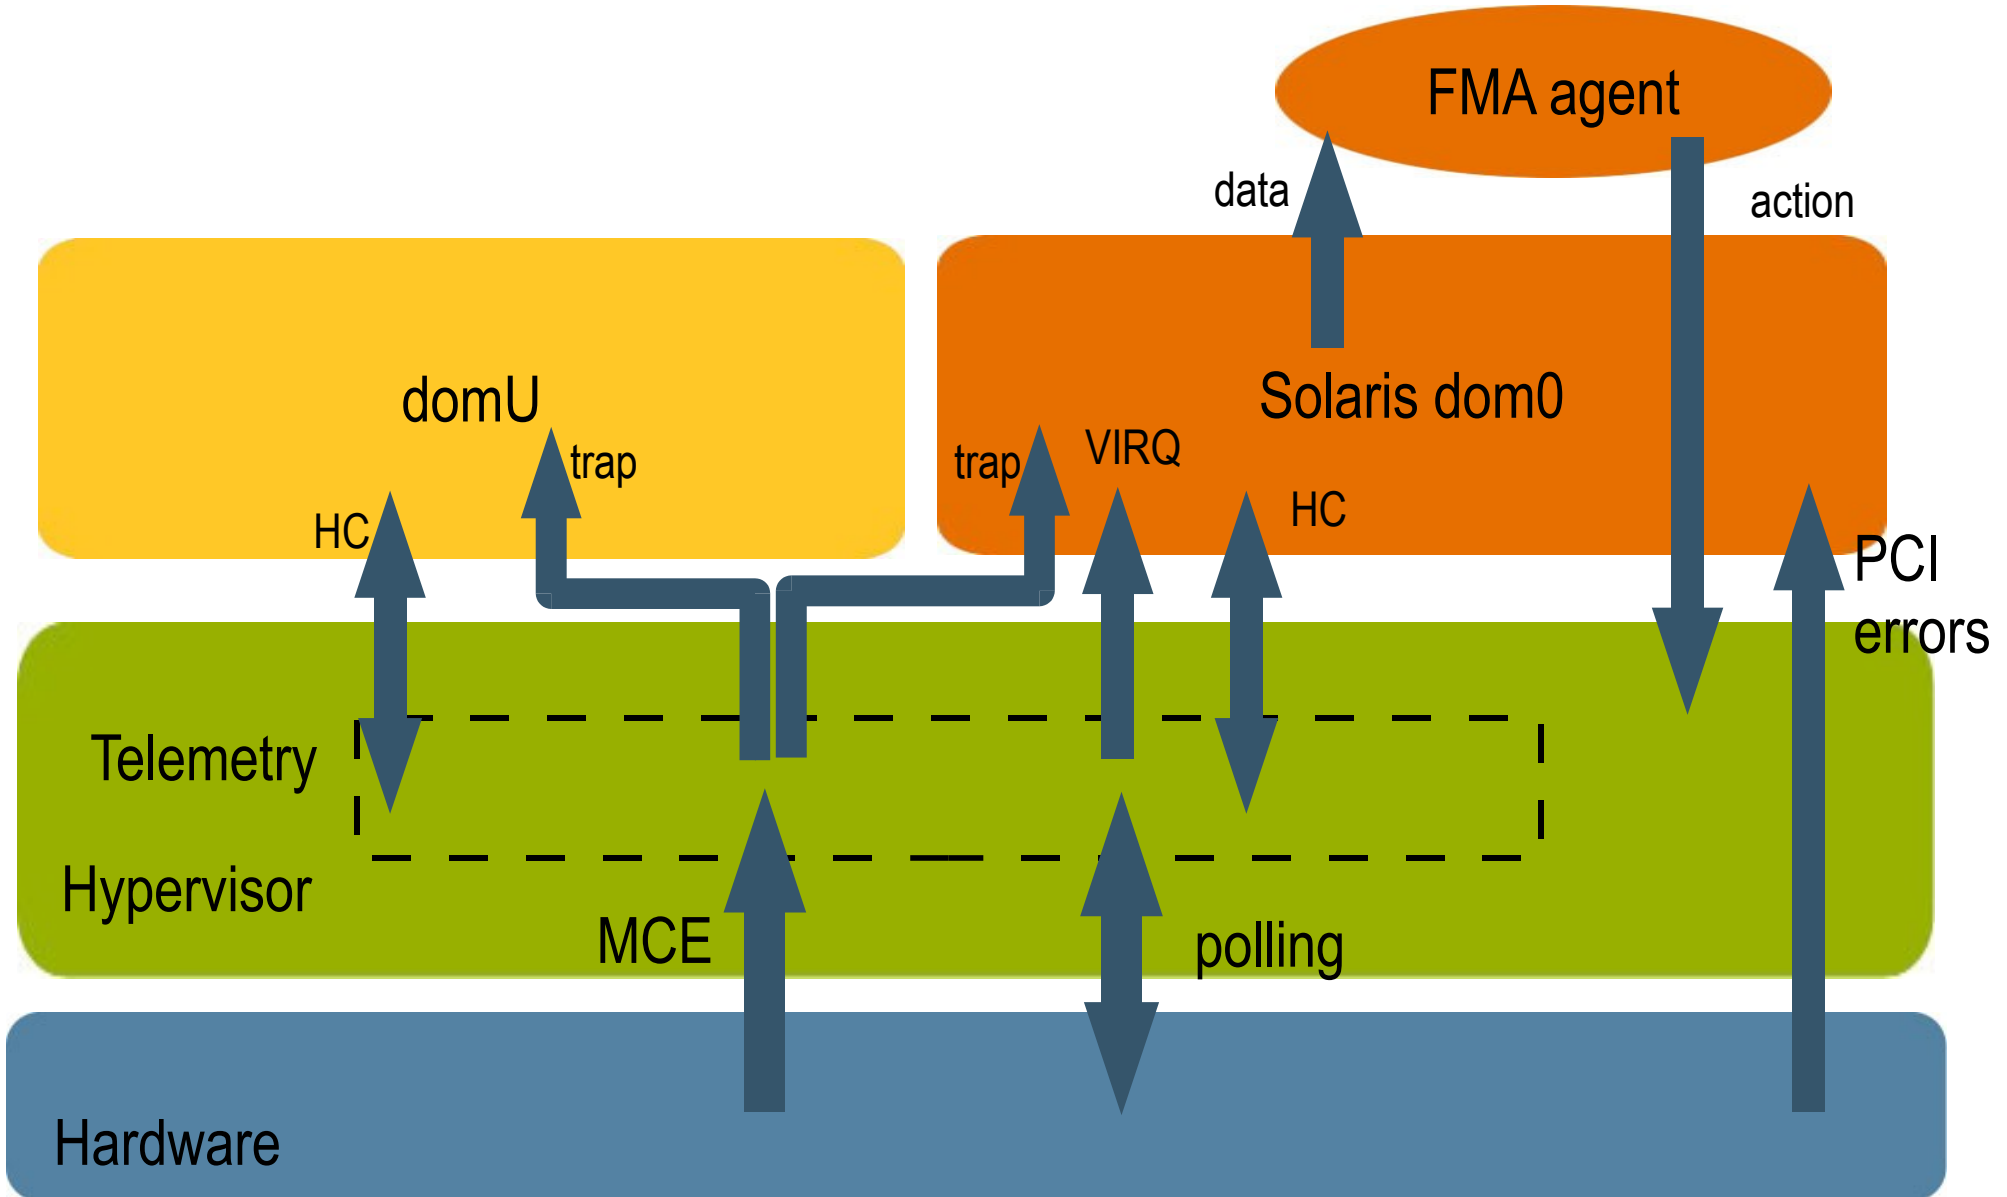 FMA agent
data
action
domU
Solaris dom0
trap
trap
VIRQ
HC
HC
PCI
errors
Telemetry
Hypervisor
MCE
polling
Hardware